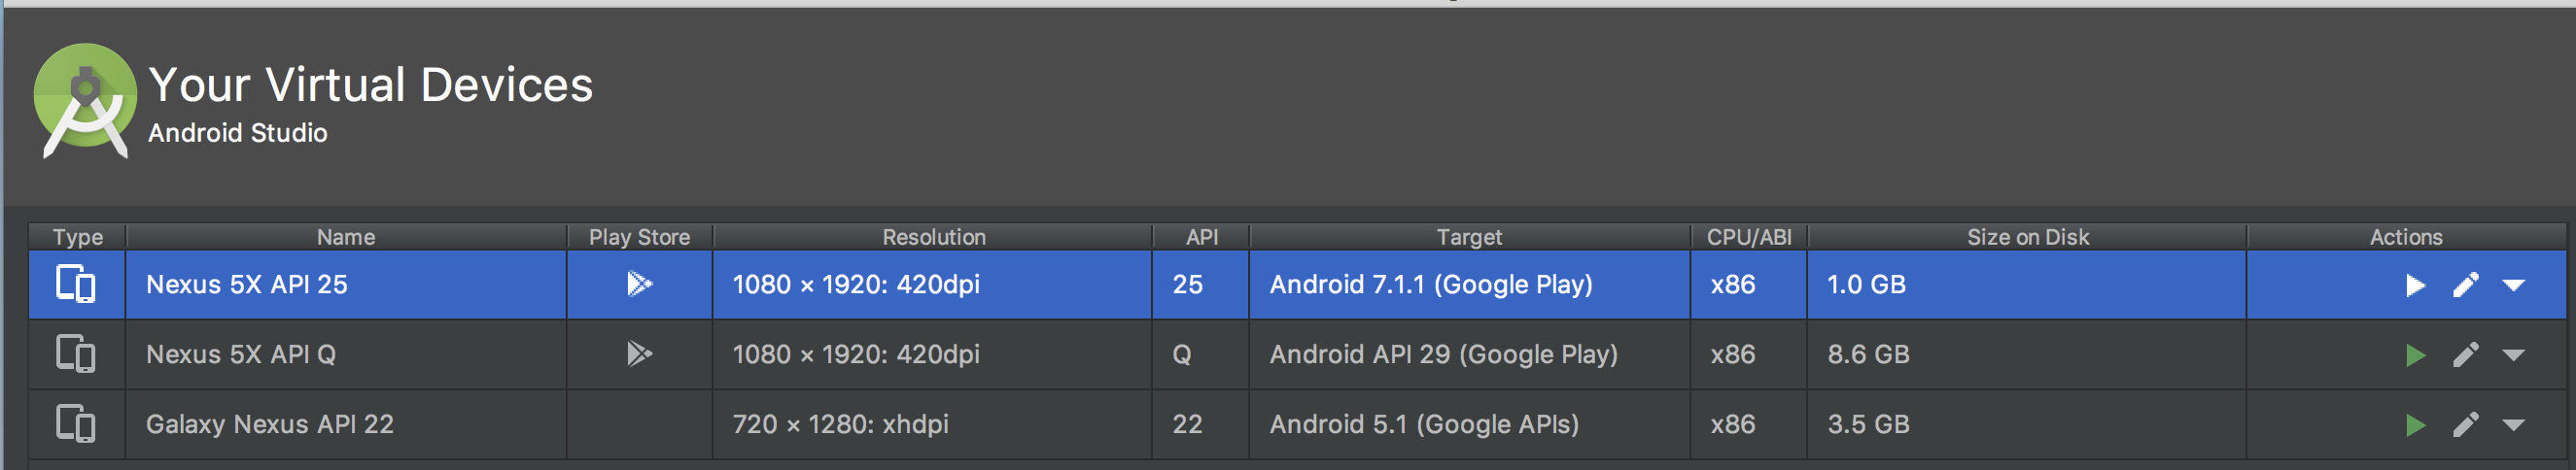 Your Virtual Devices
Android Studio
Type Name Play Store Resolution API Target CPU/ABI Size on Disk Actions
Nexus 5X API 25 1080 × 1920: 420dpi 25 Android 7.1.1 (Google Play) x86 1.0 GB
Nexus 5X API Q 1080 × 1920: 420dpi Q Android API 29 (Google Play) x86 8.6 GB
Galaxy Nexus API 22 720 × 1280: xhdpi 22 Android 5.1 (Google APIs) x86 3.5 GB